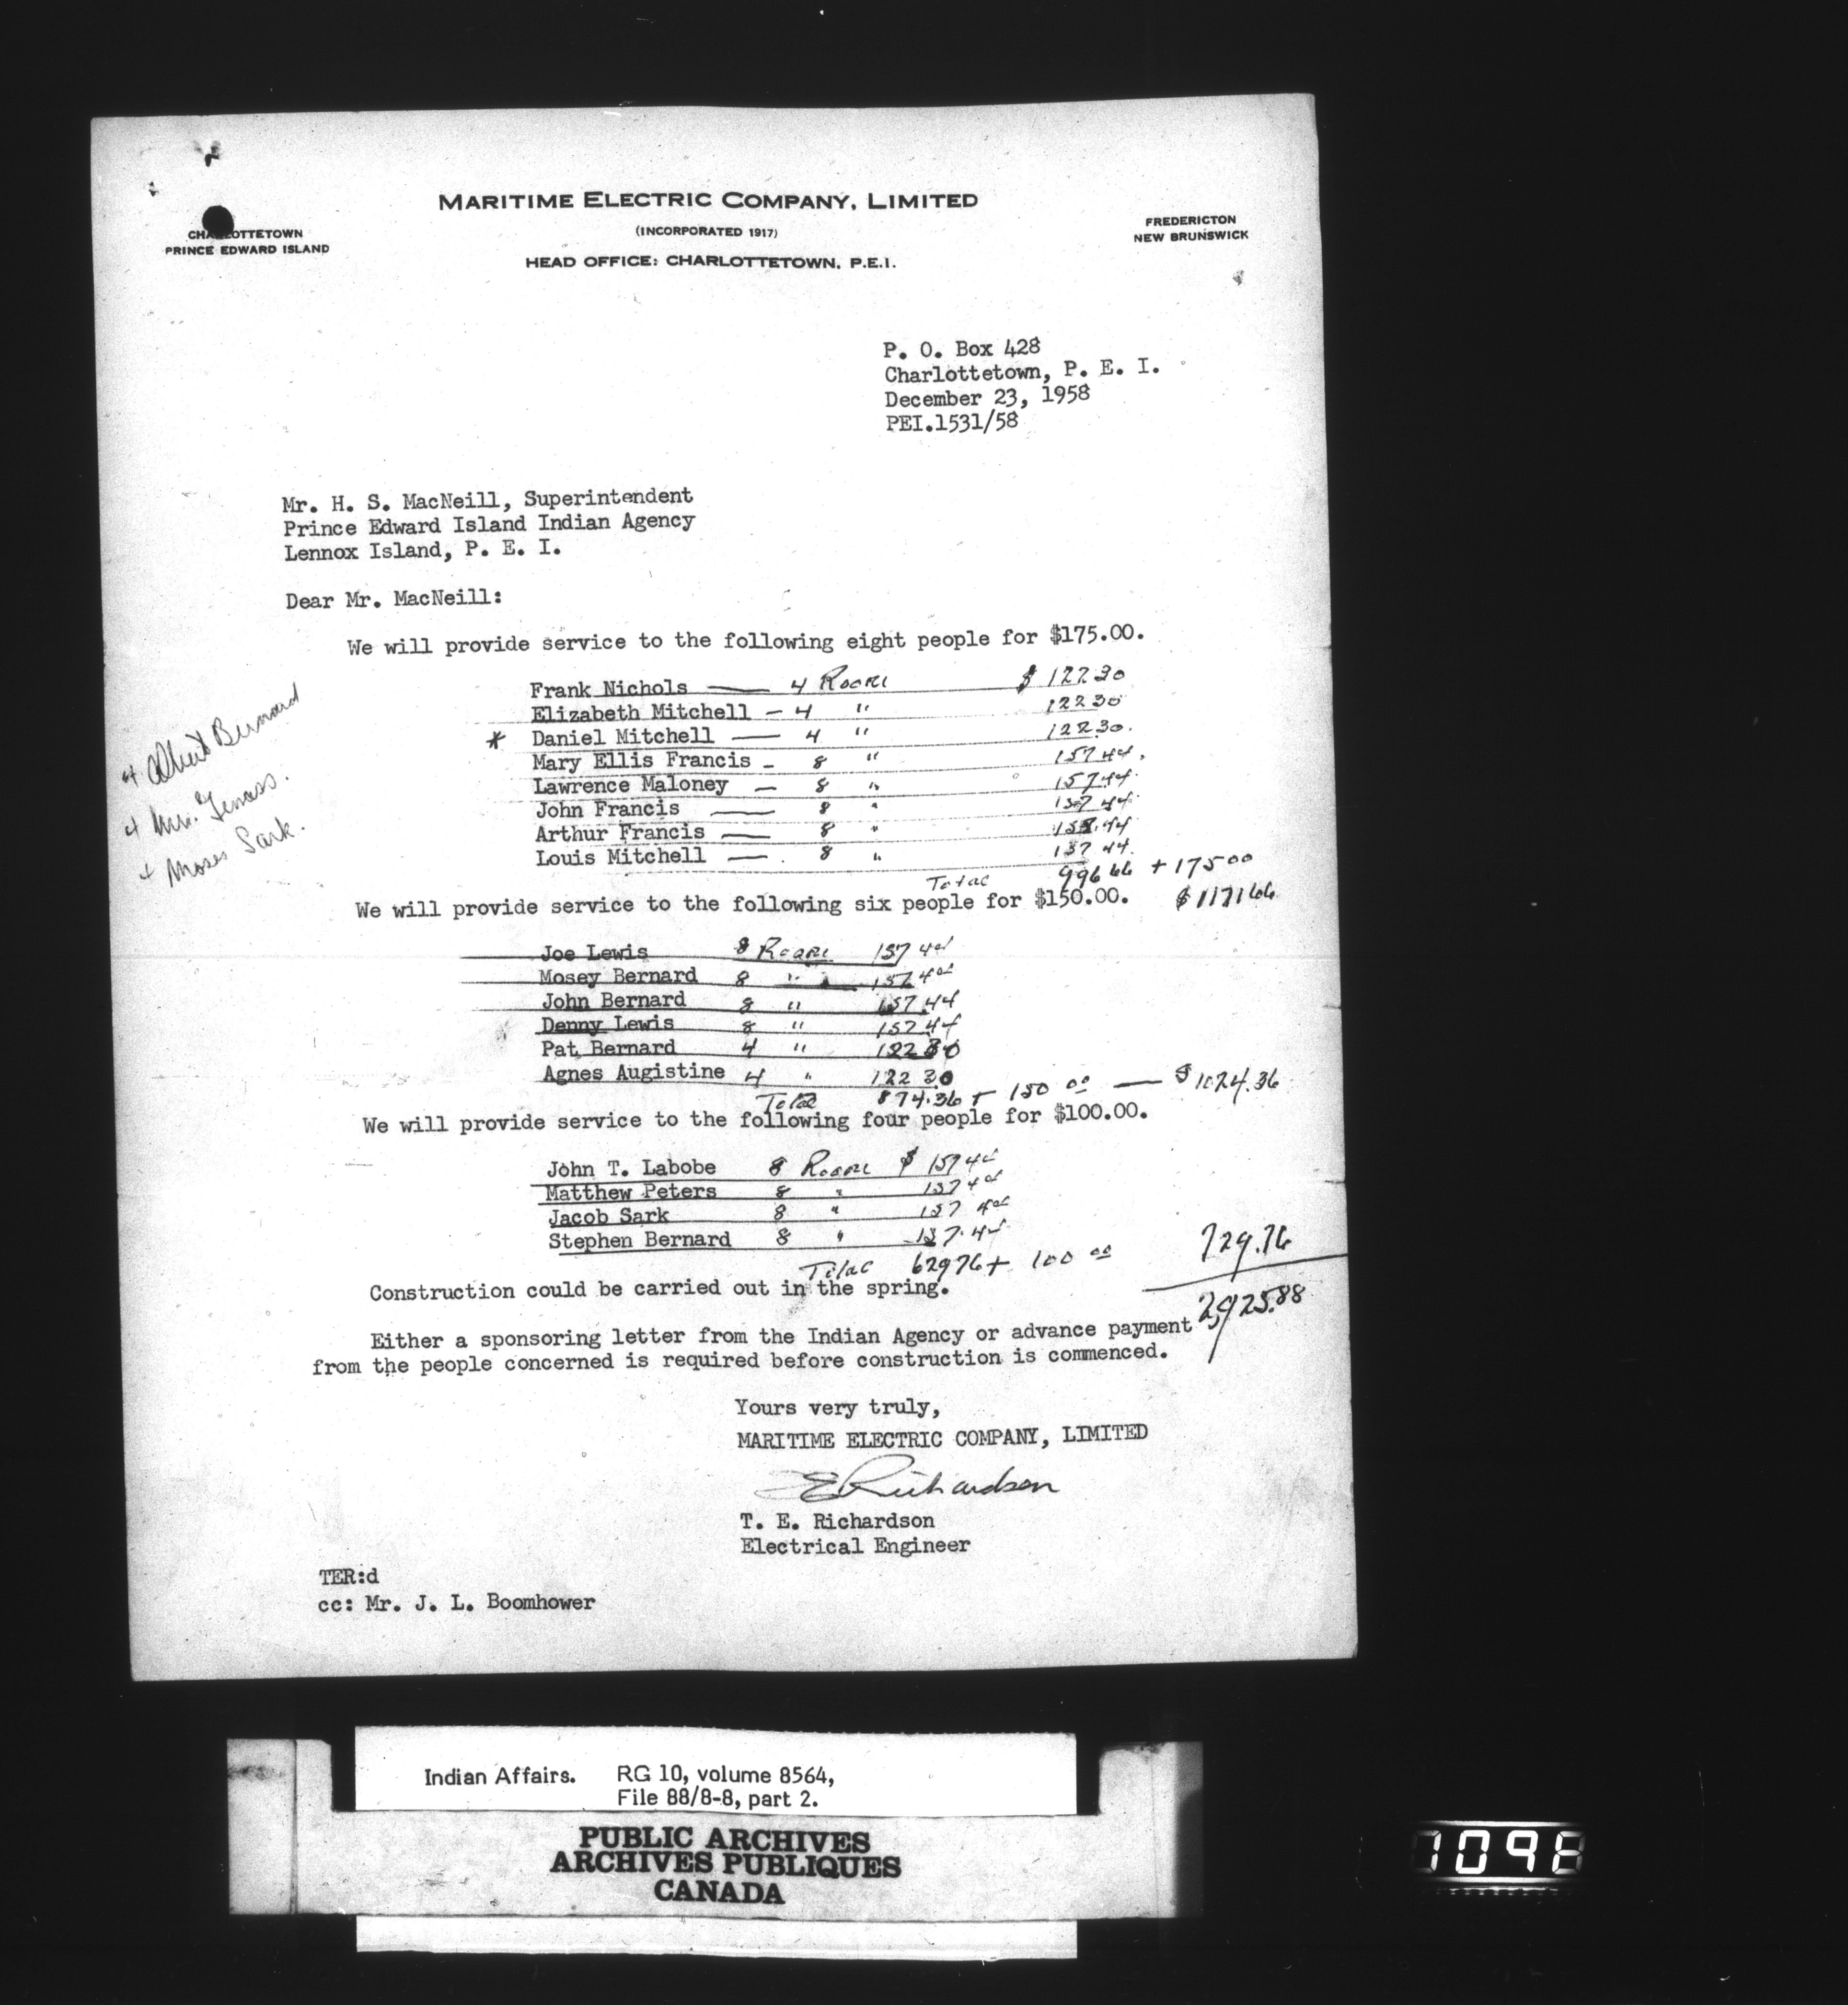 MARITIME ELECTRIC COMPANY, LIMITED
(INCORPORATED 1917)
HEAD OFFICE: CHARLOTTETOWN, P.E.I.
CHARLOTTETOWN
PRINCE EDWARD ISLAND
FREDERICTON
NEW BRUNSWICK
P. O. Box 428
Charlottetown, P. E. I.
December 23, 1958
PEI.1531/58
Mr. H. S. MacNeill, Superintendent
Prince Edward Island Indian Agency
Lennox Island, P. E. I.
Dear Mr. MacNeill:
We will provide service to the following eight people for $175.00.
Frank Nichols — 4 Room $ 122 30
Elizabeth Mitchell — 4 " 122 30
* Daniel Mitchell — 4 " 122 30.
Mary Ellis Francis — 8 " 157 44.
Lawrence Maloney — 8 " 157 44
John Francis — 8 " 157 44
Arthur Francis — 8 " 157.44
Louis Mitchell — 8 " 157 44.
Total 996 66 + 175 00
$ 1171 66
4 Albert Bernard
4 Mrs.
+ Moses Sark.
We will provide service to the following six people for $150.00.
Joe Lewis 8 Room 157 44
Mosey Bernard 8 " 157 44
John Bernard 8 " 157.44
Denny Lewis 8 " 157 44
Pat Bernard 4 " 122 30
Agnes Augistine 4 " 122 30
Total 874.36 + 150 00 — $ 1024.36
We will provide service to the following four people for $100.00.
John T. Labobe 8 Room $ 157 44
Matthew Peters 8 " 157 44
Jacob Sark 8 " 157 44
Stephen Bernard 8 " 157.44
Total 629 76 + 100 00 729.76
Construction could be carried out in the spring.
2,925.88
Either a sponsoring letter from the Indian Agency or advance payment
from the people concerned is required before construction is commenced.
Yours very truly,
MARITIME ELECTRIC COMPANY, LIMITED
E Richardson
T. E. Richardson
Electrical Engineer
TER:d
cc: Mr. J. L. Boomhower
Indian Affairs. RG 10, volume 8564,
File 88/8-8, part 2.
PUBLIC ARCHIVES
ARCHIVES PUBLIQUES
CANADA
1098